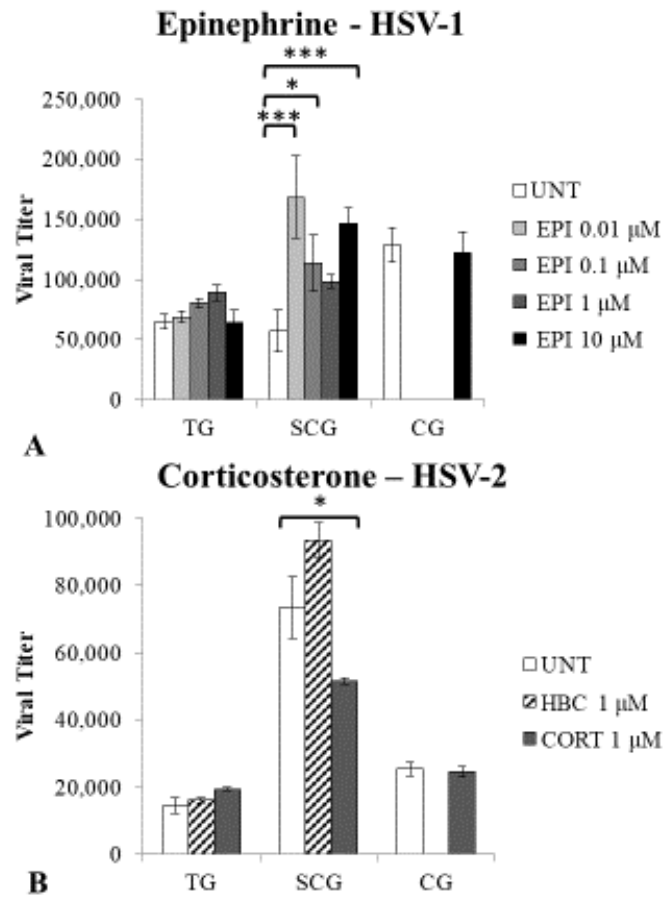 Epinephrine - HSV-1
***
*
***
250,000
200,000
150,000
100,000
50,000
0
Viral Titer
TG
SCG
CG
UNT
EPI 0.01 µM
EPI 0.1 µM
EPI 1 µM
EPI 10 µM
A
Corticosterone – HSV-2
*
100,000
80,000
60,000
40,000
20,000
0
Viral Titer
TG
SCG
CG
UNT
HBC 1 µM
CORT 1 µM
B